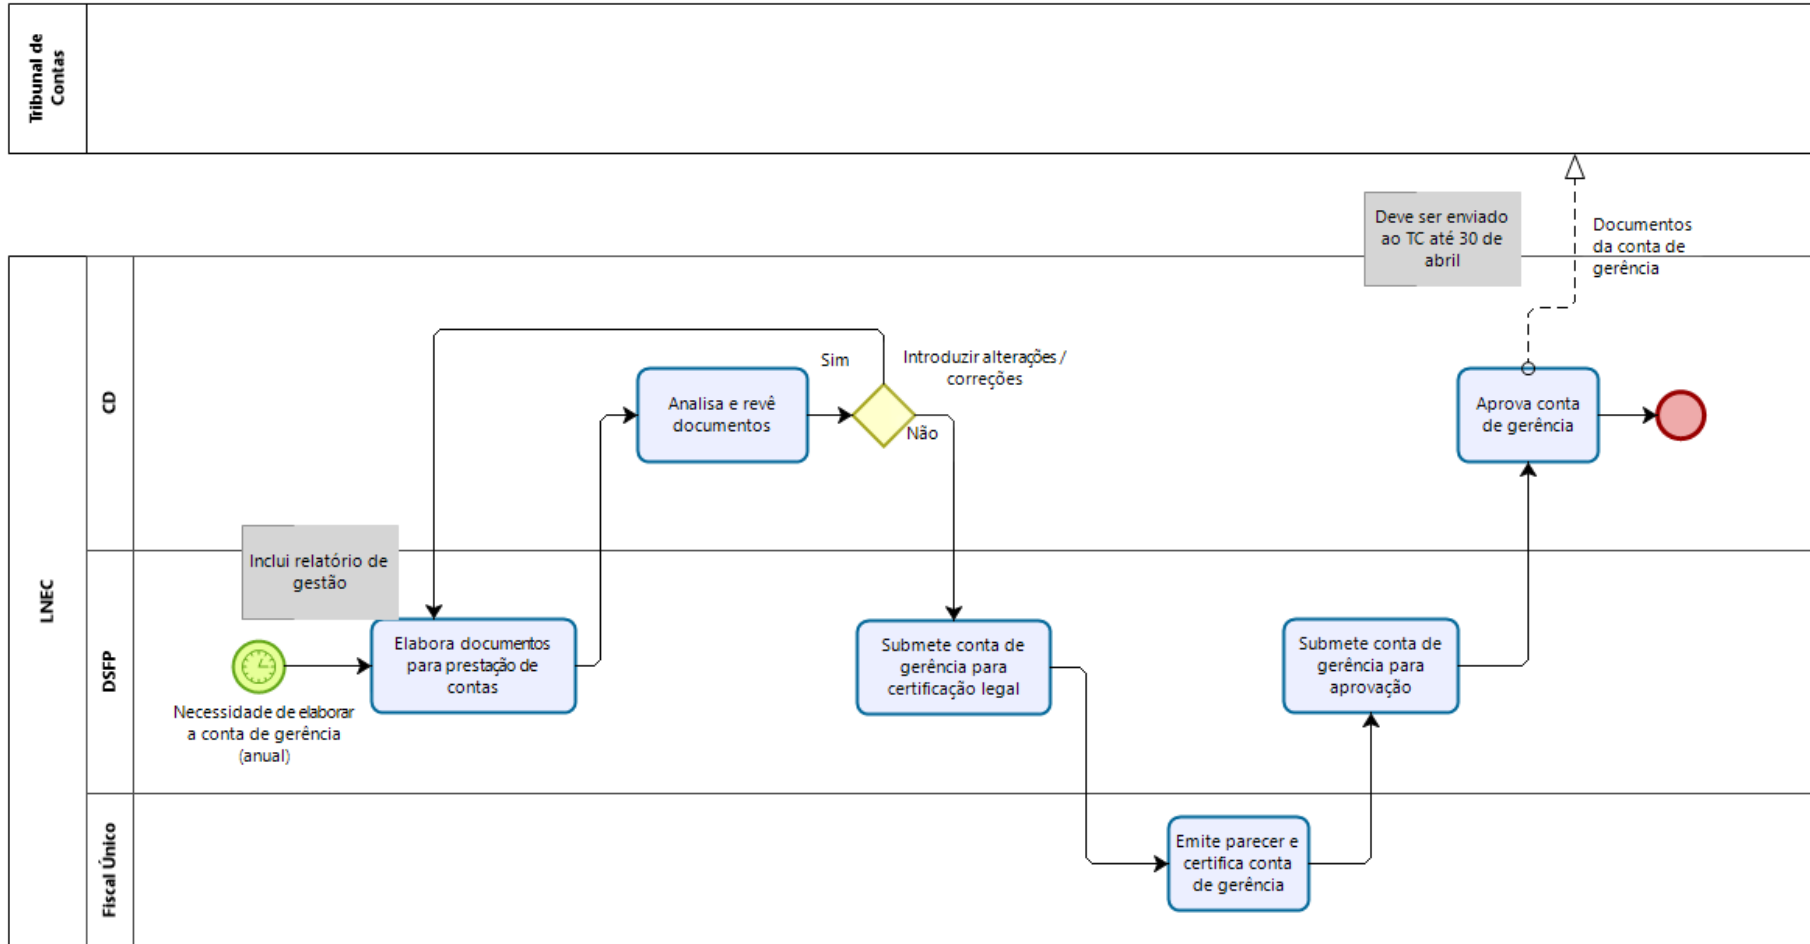 Tribunal de
Contas
Deve ser enviado
ao TC até 30 de
abril
Documentos
da conta de
gerência
LNEC
CD
Sim
Introduzir alterações /
correções
Analisa e revê
documentos
Não
Aprova conta
de gerência
DSFP
Inclui relatório de
gestão
Necessidade de elaborar
a conta de gerência
(anual)
Elabora documentos
para prestação de
contas
Submete conta de
gerência para
certificação legal
Submete conta de
gerência para
aprovação
Fiscal Único
Emite parecer e
certifica conta
de gerência